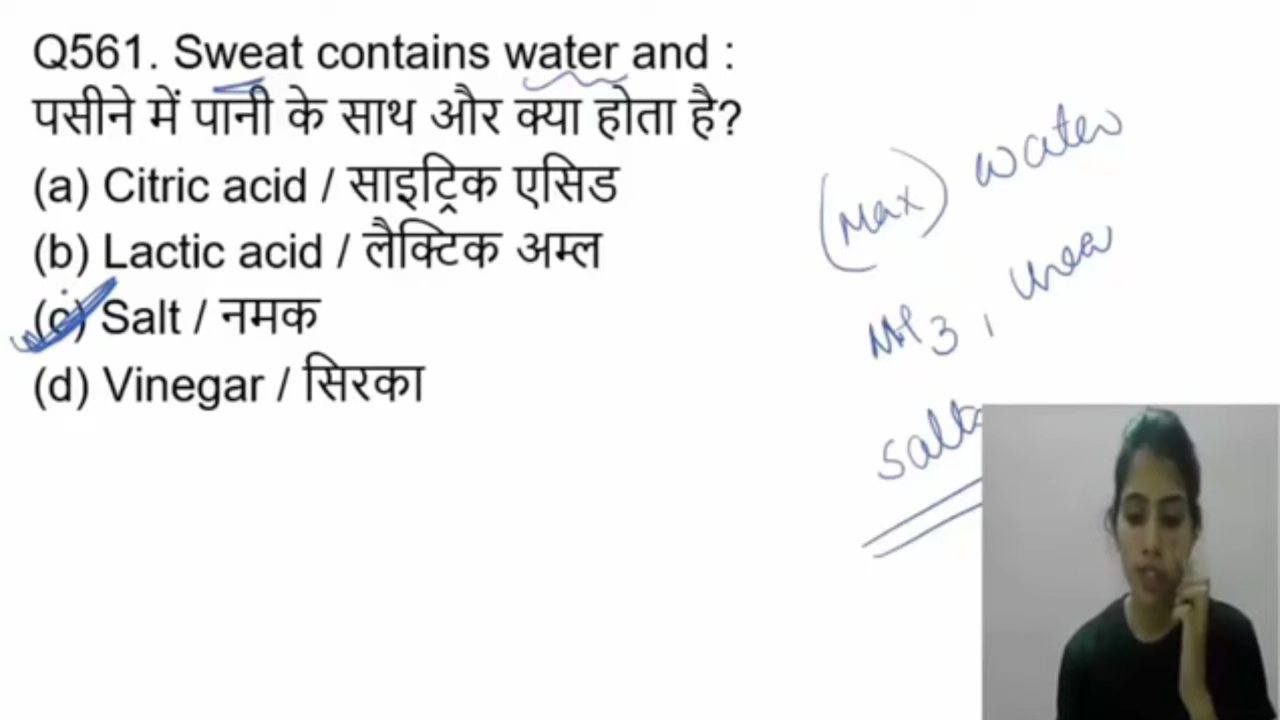 Q561. Sweat contains water and :
पसीने में पानी के साथ और क्या होता है?
(a) Citric acid / साइट्रिक एसिड
(b) Lactic acid / लैक्टिक अम्ल
(c) Salt / नमक
(d) Vinegar / सिरका
(Max) water
NH3, urea